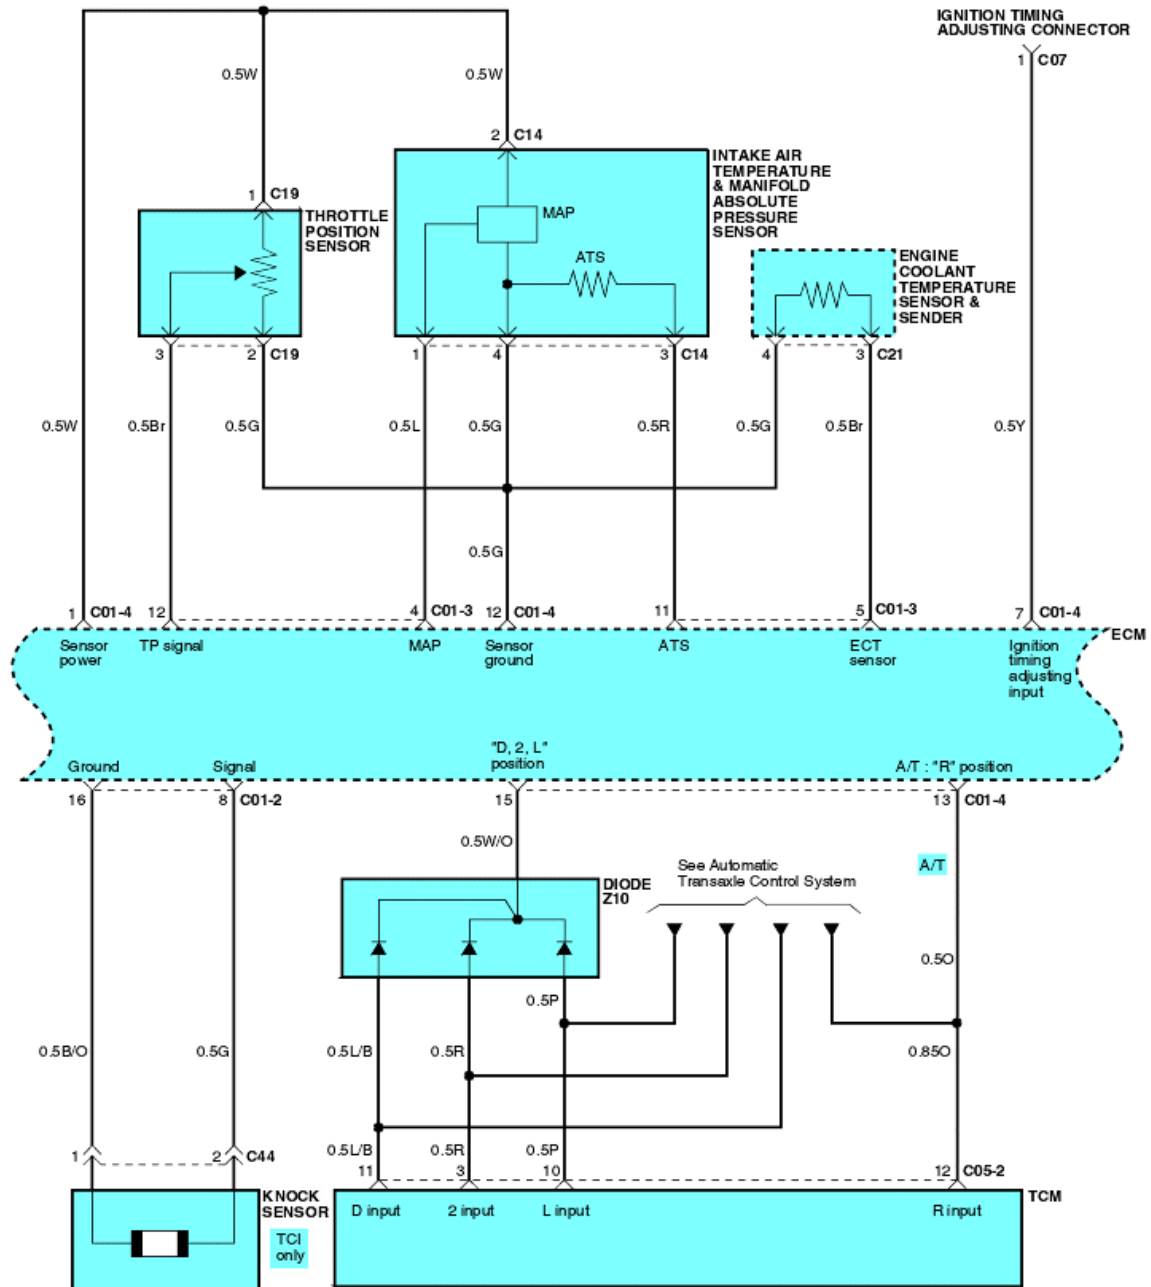 IGNITION TIMING
ADJUSTING CONNECTOR
1 C07
0.5W
0.5W
2 C14
INTAKE AIR
TEMPERATURE
& MANIFOLD
ABSOLUTE
PRESSURE
SENSOR
MAP
ATS
1 C19
THROTTLE
POSITION
SENSOR
ENGINE
COOLANT
TEMPERATURE
SENSOR &
SENDER
3 2 C19
1 4 3 C14
4 3 C21
0.5W 0.5Br 0.5G 0.5L 0.5G 0.5R 0.5G 0.5Br 0.5Y
0.5G
1 C01-4 12 4 C01-3 12 C01-4 11 5 C01-3 7 C01-4
ECM
Sensor
power
TP signal
MAP
Sensor
ground
ATS
ECT
sensor
Ignition
timing
adjusting
input
Ground
Signal
"D, 2, L"
position
A/T : "R" position
16 8 C01-2 15 13 C01-4
0.5W/O
See Automatic
Transaxle Control System
A/T
DIODE
Z10
0.5O
0.5P
0.5B/O 0.5G 0.5L/B 0.5R 0.85O
0.5L/B 0.5R 0.5P
1 2 C44
11 3 10 12 C05-2
KNOCK
SENSOR
TCI
only
TCM
D input 2 input L input R input